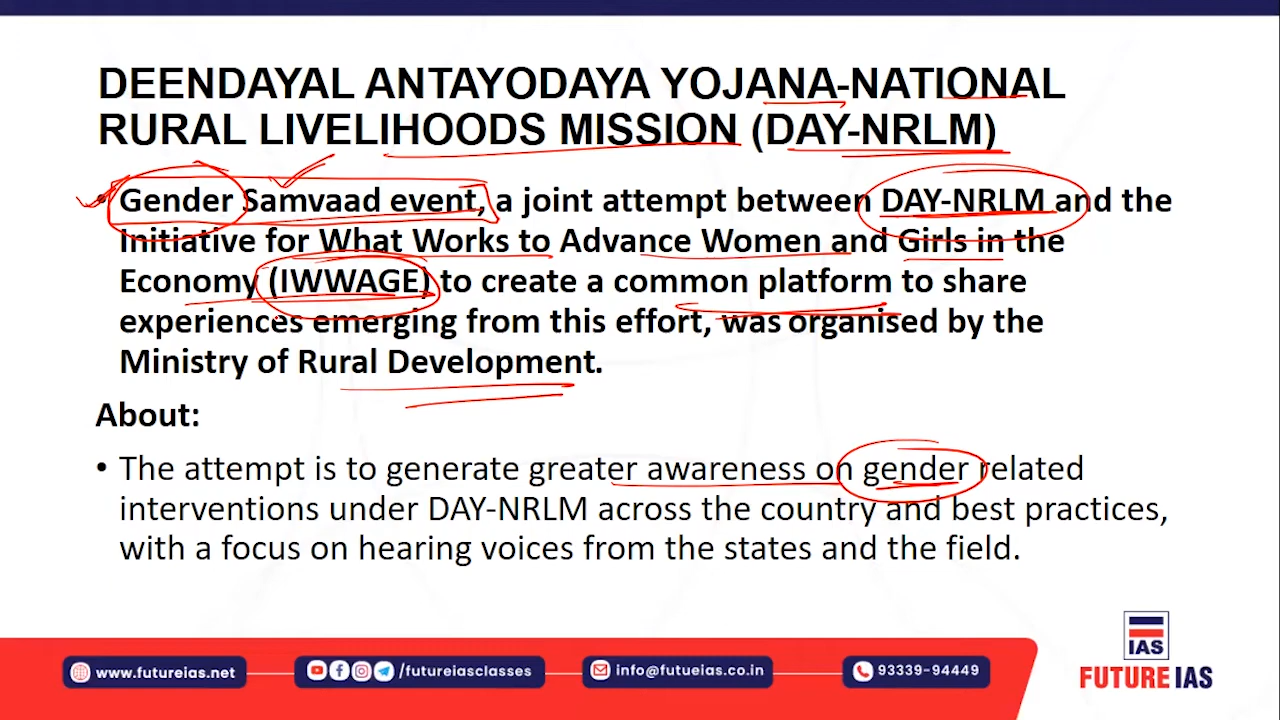 DEENDAYAL ANTAYODAYA YOJANA-NATIONAL
RURAL LIVELIHOODS MISSION (DAY-NRLM)
• Gender Samvaad event, a joint attempt between DAY-NRLM and the
Initiative for What Works to Advance Women and Girls in the
Economy (IWWAGE) to create a common platform to share
experiences emerging from this effort, was organised by the
Ministry of Rural Development.
About:
• The attempt is to generate greater awareness on gender related
interventions under DAY-NRLM across the country and best practices,
with a focus on hearing voices from the states and the field.
IAS
www.futureias.net
/futureiasclasses
info@futueias.co.in
93339-94449
FUTURE IAS